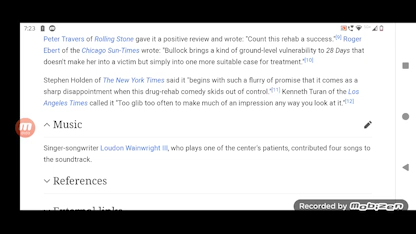 7:23
Peter Travers of Rolling Stone gave it a positive review and wrote: "Count this rehab a success."[9] Roger
Ebert of the Chicago Sun-Times wrote: "Bullock brings a kind of ground-level vulnerability to 28 Days that
doesn't make her into a victim but simply into one more suitable case for treatment."[10]
Stephen Holden of The New York Times said it "begins with such a flurry of promise that it comes as a
sharp disappointment when this drug-rehab comedy skids out of control."[11] Kenneth Turan of the Los
Angeles Times called it "Too glib too often to make much of an impression any way you look at it."[12]
Music
Singer-songwriter Loudon Wainwright III, who plays one of the center's patients, contributed four songs to
the soundtrack.
References
External links
Recorded by Mobizen